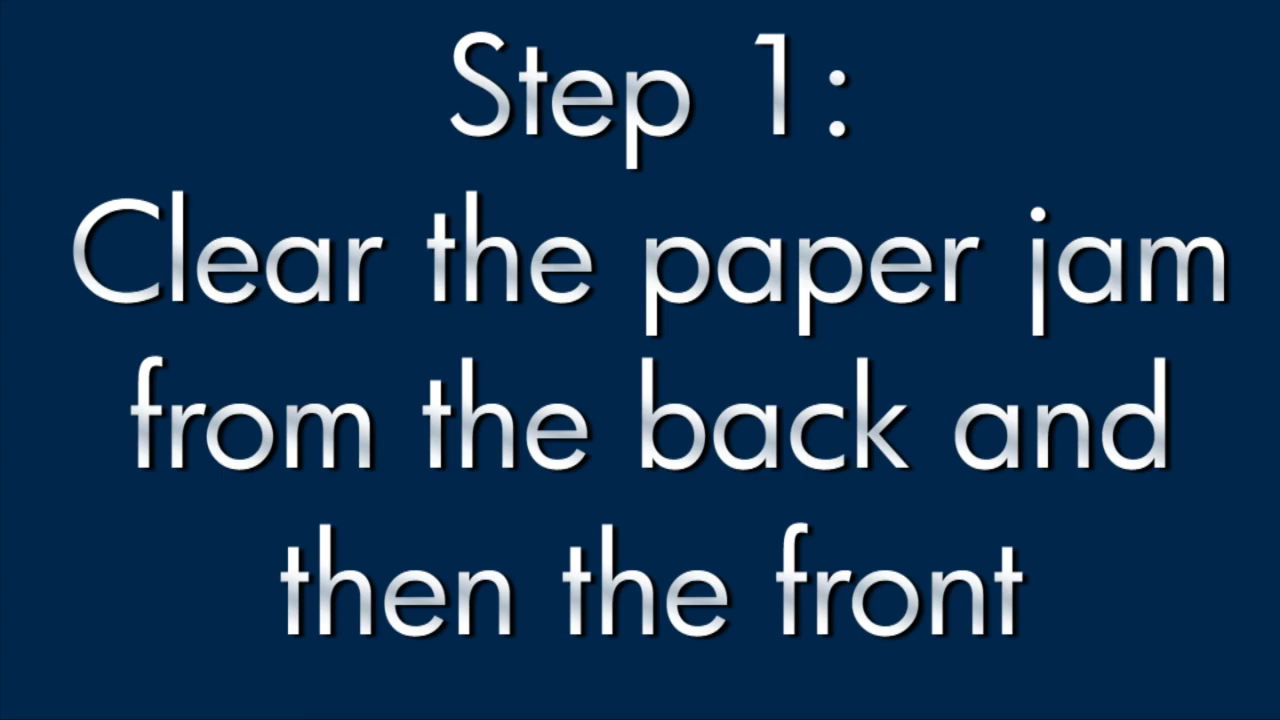 Step 1:
Clear the paper jam
from the back and
then the front